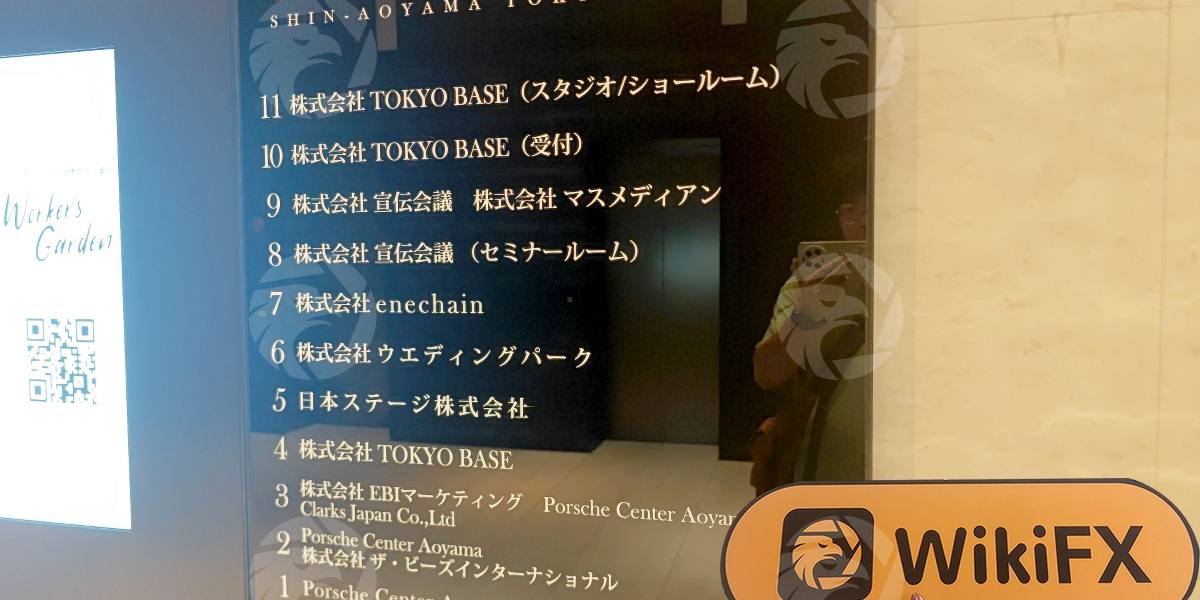 SHIN-AOYAMA TOK
11 株式会社 TOKYO BASE（スタジオ/ショールーム）
10 株式会社 TOKYO BASE（受付）
9 株式会社 宣伝会議　株式会社 マスメディアン
8 株式会社 宣伝会議 （セミナールーム）
7 株式会社 enechain
6 株式会社 ウエディングパーク
5 日本ステージ株式会社
4 株式会社 TOKYO BASE
3 株式会社 EBIマーケティング　Porsche Center Aoyar
Clarks Japan Co.,Ltd
2 Porsche Center Aoyama
株式会社 ザ・ビーズインターナショナル
1 Porsche Center
Worker's
Garden
WikiFX